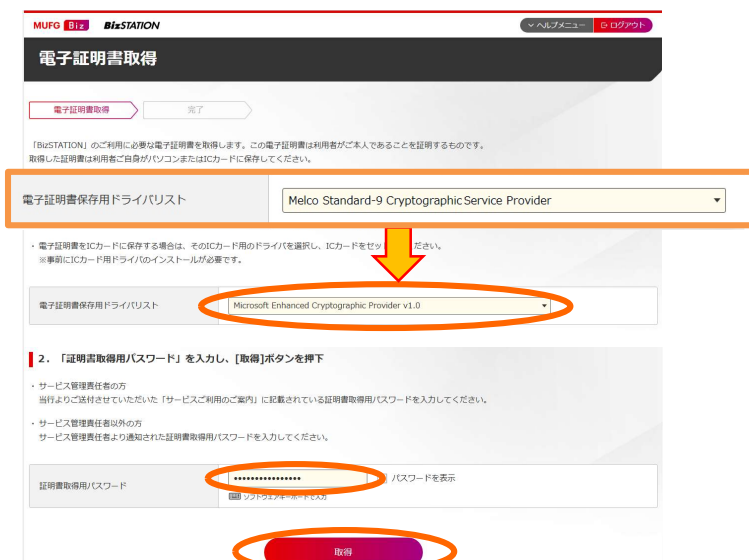 MUFG Biz BizSTATION
ヘルプメニュー ログアウト
電子証明書取得
電子証明書取得 完了
「BizSTATION」のご利用に必要な電子証明書を取得します。この電子証明書は利用者がご本人であることを証明するものです。
取得した証明書は利用者ご自身がパソコンまたはICカードに保存してください。
電子証明書保存用ドライバリスト Melco Standard-9 Cryptographic Service Provider
・電子証明書をICカードに保存する場合は、そのICカード用のドライバを選択し、ICカードをセッ ださい。
※事前にICカード用ドライバのインストールが必要です。
電子証明書保存用ドライバリスト Microsoft Enhanced Cryptographic Provider v1.0
2. 「証明書取得用パスワード」を入力し、[取得]ボタンを押下
・サービス管理責任者の方
当行よりご送付させていただいた「サービスご利用のご案内」に記載されている証明書取得用パスワードを入力してください。
・サービス管理責任者以外の方
サービス管理責任者より通知された証明書取得用パスワードを入力してください。
証明書取得用パスワード •••••••••••••••• パスワードを表示
ソフトウェアキーボードで入力
取得